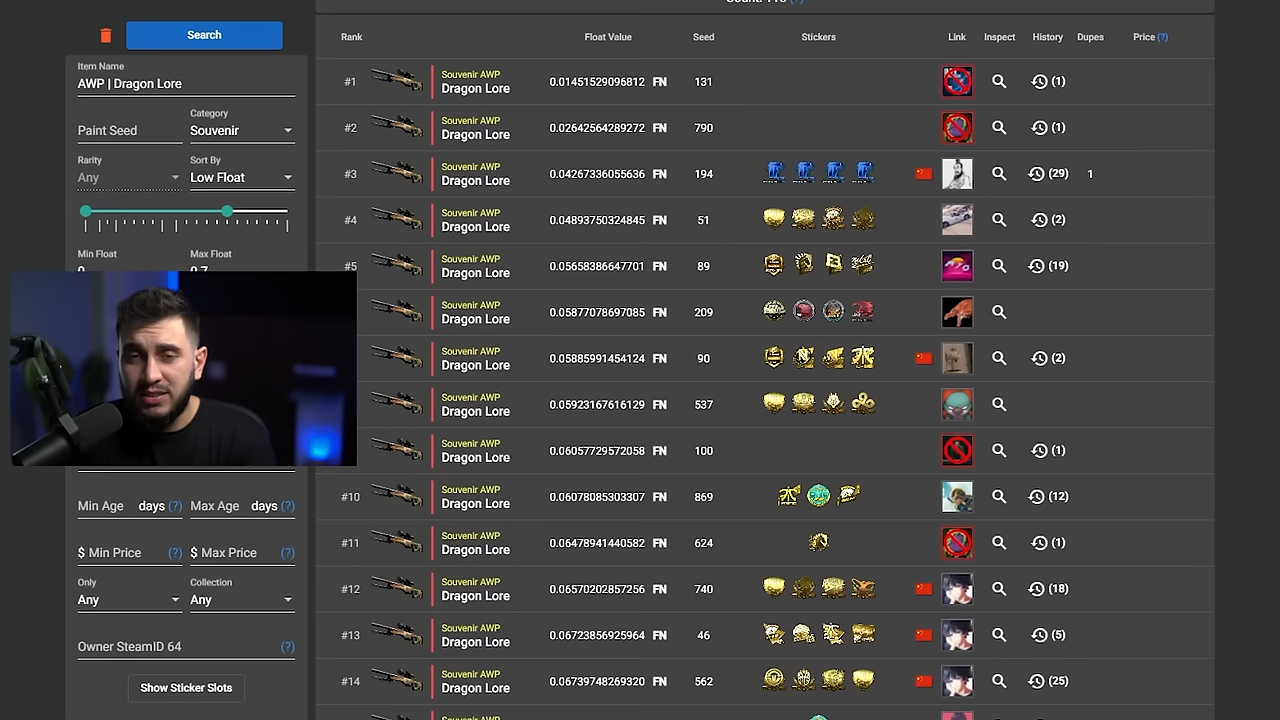 Search
Item Name
AWP | Dragon Lore
Category
Paint Seed Souvenir
Rarity Sort By
Any Low Float
Min Float Max Float
Min Age days (?) Max Age days (?)
$ Min Price (?) $ Max Price (?)
Only Collection
Any Any
Owner SteamID 64 (?)
Show Sticker Slots
Rank Float Value Seed Stickers Link Inspect History Dupes Price (?)
#1 Souvenir AWP Dragon Lore 0.01451529096812 FN 131 (1)
#2 Souvenir AWP Dragon Lore 0.02642564289272 FN 790 (1)
#3 Souvenir AWP Dragon Lore 0.04267336055636 FN 194 (29) 1
#4 Souvenir AWP Dragon Lore 0.04893750324845 FN 51 (2)
#5 Souvenir AWP Dragon Lore 0.05658386647701 FN 89 (19)
Souvenir AWP Dragon Lore 0.05877078697085 FN 209
Souvenir AWP Dragon Lore 0.05885991454124 FN 90 (2)
Souvenir AWP Dragon Lore 0.05923167616129 FN 537
Souvenir AWP Dragon Lore 0.06057729572058 FN 100 (1)
#10 Souvenir AWP Dragon Lore 0.06078085303307 FN 869 (12)
#11 Souvenir AWP Dragon Lore 0.06478941440582 FN 624 (1)
#12 Souvenir AWP Dragon Lore 0.06570202857256 FN 740 (18)
#13 Souvenir AWP Dragon Lore 0.06723856925964 FN 46 (5)
#14 Souvenir AWP Dragon Lore 0.06739748269320 FN 562 (25)